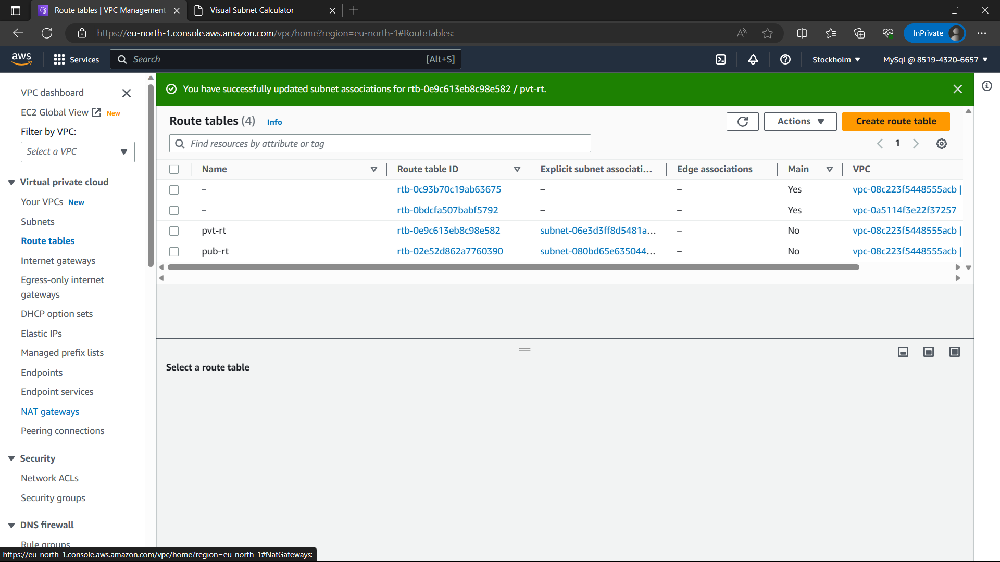 Route tables | VPC Management
Visual Subnet Calculator
https://eu-north-1.console.aws.amazon.com/vpc/home?region=eu-north-1#RouteTables:
InPrivate
aws
Services
Search
[Alt+S]
Stockholm
MySql @ 8519-4320-6657
VPC dashboard
EC2 Global View New
Filter by VPC:
Select a VPC
Virtual private cloud
Your VPCs New
Subnets
Route tables
Internet gateways
Egress-only internet
gateways
DHCP option sets
Elastic IPs
Managed prefix lists
Endpoints
Endpoint services
NAT gateways
Peering connections
Security
Network ACLs
Security groups
DNS firewall
Rule groups
https://eu-north-1.console.aws.amazon.com/vpc/home?region=eu-north-1#NatGateways:
You have successfully updated subnet associations for rtb-0e9c613eb8c98e582 / pvt-rt.
Route tables (4) Info
Actions
Create route table
Find resources by attribute or tag
1
Name Route table ID Explicit subnet associati... Edge associations Main VPC
– rtb-0c93b70c19ab63675 – – Yes vpc-08c223f5448555acb |
– rtb-0bdcfa507babf5792 – – Yes vpc-0a5114f3e22f37257
pvt-rt rtb-0e9c613eb8c98e582 subnet-06e3d3ff8d5481a... – No vpc-08c223f5448555acb |
pub-rt rtb-02e52d862a7760390 subnet-080bd65e635044... – No vpc-08c223f5448555acb |
Select a route table